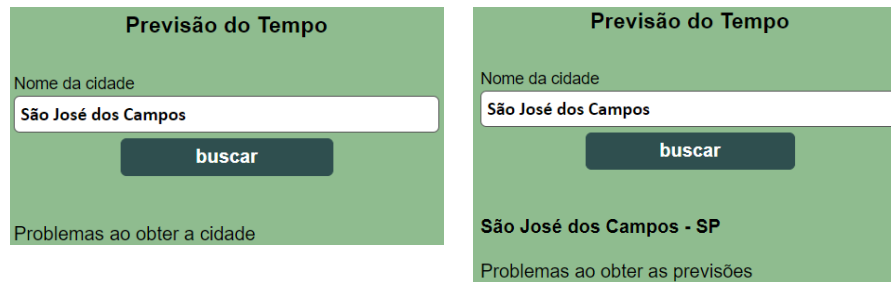 Previsão do Tempo
Nome da cidade
São José dos Campos
buscar
Problemas ao obter a cidade
Previsão do Tempo
Nome da cidade
São José dos Campos
buscar
São José dos Campos - SP
Problemas ao obter as previsões